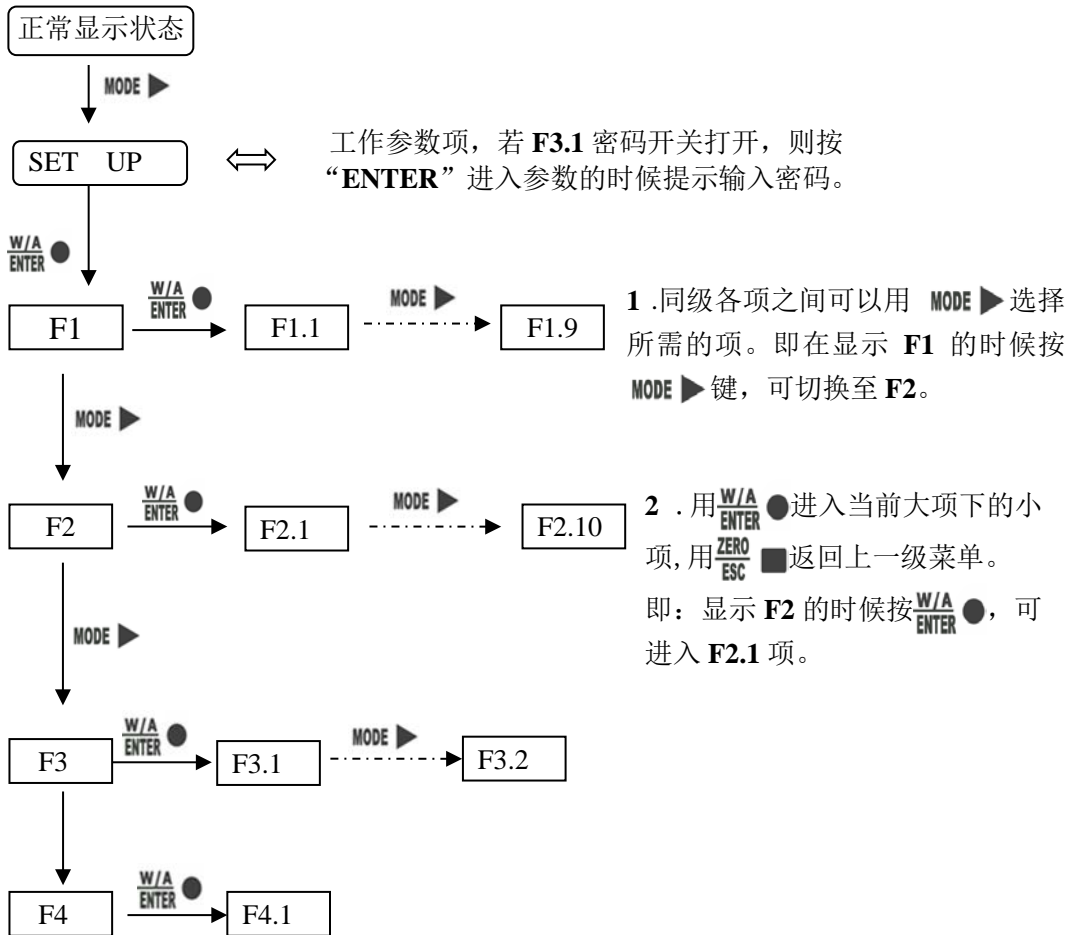 正常显示状态
MODE ▶
SET UP
工作参数项，若 F3.1 密码开关打开，则按
“ENTER”进入参数的时候提示输入密码。
W/A
ENTER ●
F1
W/A
ENTER ●
F1.1
MODE ▶
F1.9
1 .同级各项之间可以用 MODE ▶ 选择
所需的项。即在显示 F1 的时候按
MODE ▶ 键，可切换至 F2。
MODE ▶
F2
W/A
ENTER ●
F2.1
MODE ▶
F2.10
2 .用 W/A ENTER ●进入当前大项下的小
项,用 ZERO ESC ■返回上一级菜单。
即：显示 F2 的时候按 W/A ENTER ●，可
进入 F2.1 项。
MODE ▶
F3
W/A
ENTER ●
F3.1
MODE ▶
F3.2
F4
W/A
ENTER ●
F4.1